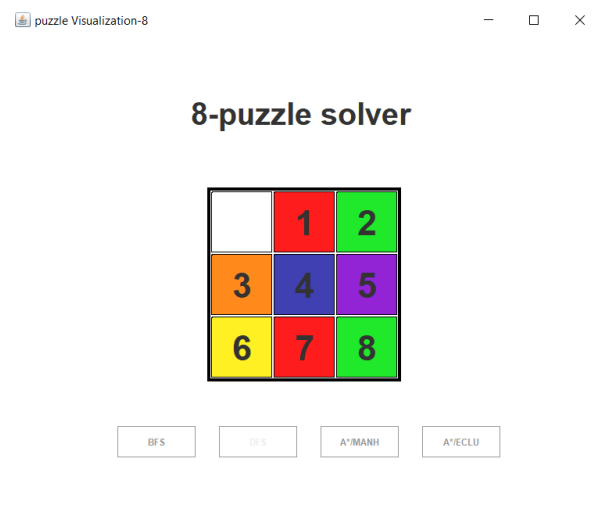 puzzle Visualization-8
8-puzzle solver
1 2
3 4 5
6 7 8
BFS DFS A*/MANH A*/ECLU